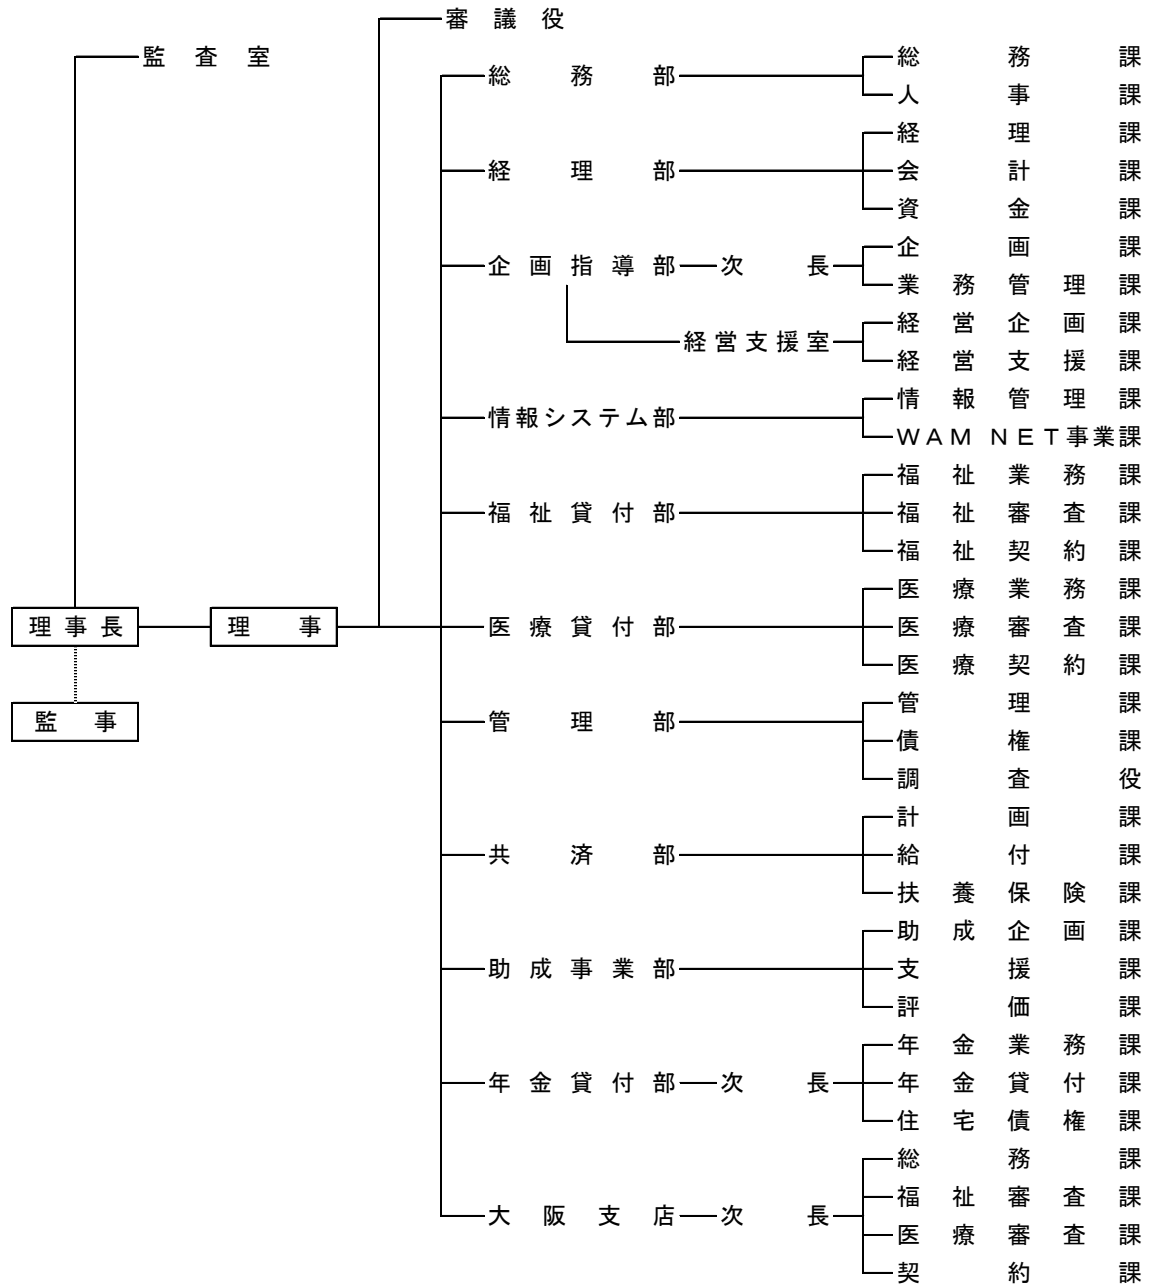 審議役
監査室
総務部
総務課
人事課
経理部
経理課
会計課
資金課
企画指導部 次長
企画課
業務管理課
経営支援室
経営企画課
経営支援課
情報システム部
情報管理課
ＷＡＭ ＮＥＴ事業課
福祉貸付部
福祉業務課
福祉審査課
福祉契約課
理事長
理事
医療貸付部
医療業務課
医療審査課
医療契約課
監事
管理部
管理課
債権課
調査役
共済部
計画課
給付課
扶養保険課
助成事業部
助成企画課
支援課
評価課
年金貸付部 次長
年金業務課
年金貸付課
住宅債権課
大阪支店 次長
総務課
福祉審査課
医療審査課
契約課